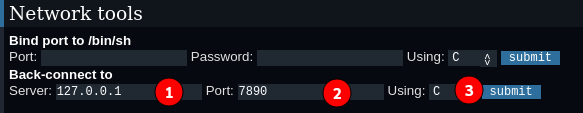 Network tools
Bind port to /bin/sh
Port: Password: Using: C submit
Back-connect to
Server: 127.0.0.1 1 Port: 7890 2 Using: C 3 submit